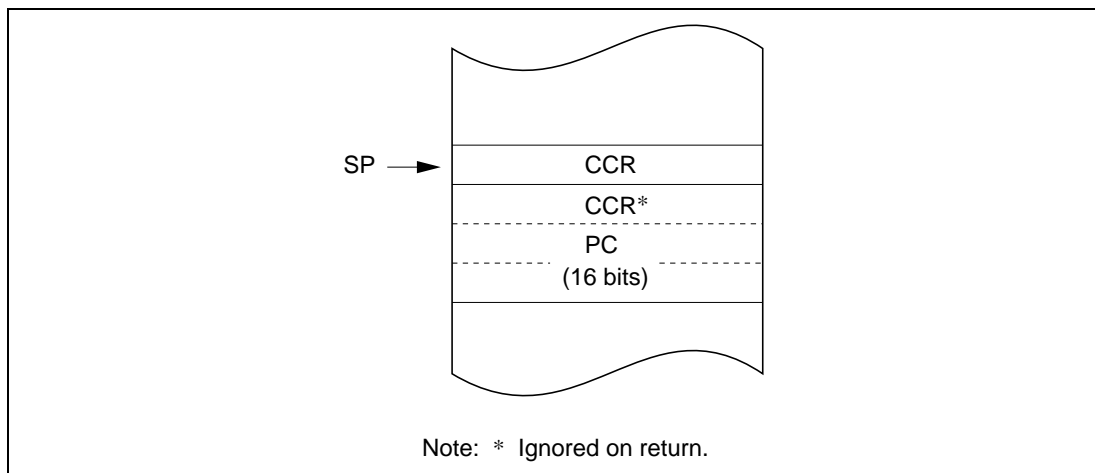 SP
CCR
CCR*
PC
(16 bits)
Note: * Ignored on return.